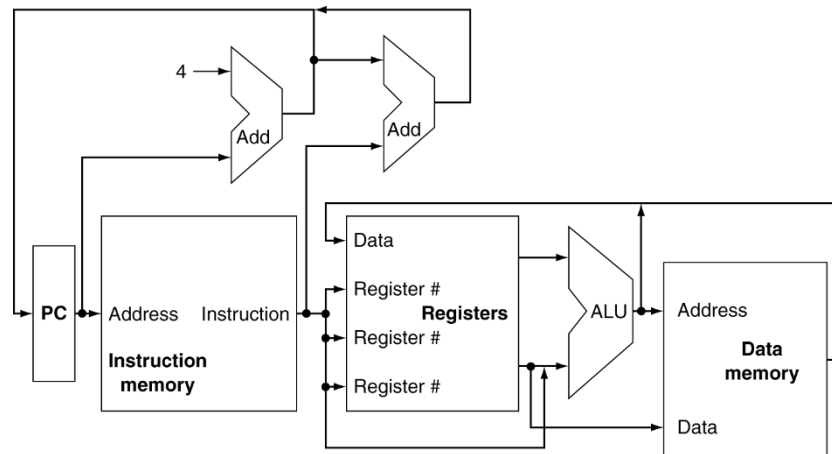 4
Add
Add
PC
Address
Instruction
Instruction
memory
Data
Register #
Register #
Register #
Registers
ALU
Address
Data
memory
Data